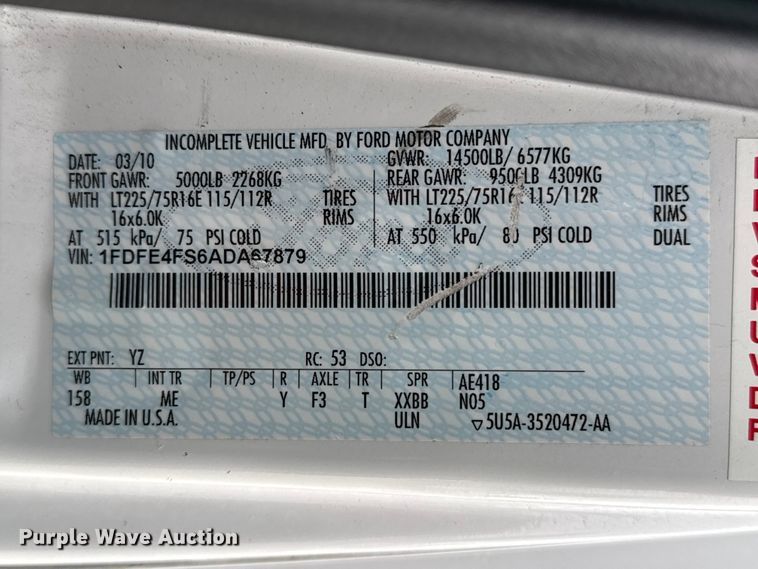 INCOMPLETE VEHICLE MFD. BY FORD MOTOR COMPANY
DATE: 03/10 GVWR: 14500LB/ 6577KG
FRONT GAWR: 5000LB 2268KG REAR GAWR: 9500LB 4309KG
WITH LT225/75R16E 115/112R TIRES WITH LT225/75R16E 115/112R TIRES
16x6.0K RIMS 16x6.0K RIMS
AT 515 kPa/ 75 PSI COLD AT 550 kPa/ 80 PSI COLD DUAL
VIN: 1FDFE4FS6ADA67879
EXT PNT: YZ RC: 53 DSO:
WB INT TR TP/PS R AXLE TR SPR AE418
158 ME Y F3 T XXBB N05
MADE IN U.S.A. ULN ▽5U5A-3520472-AA
Purple Wave Auction